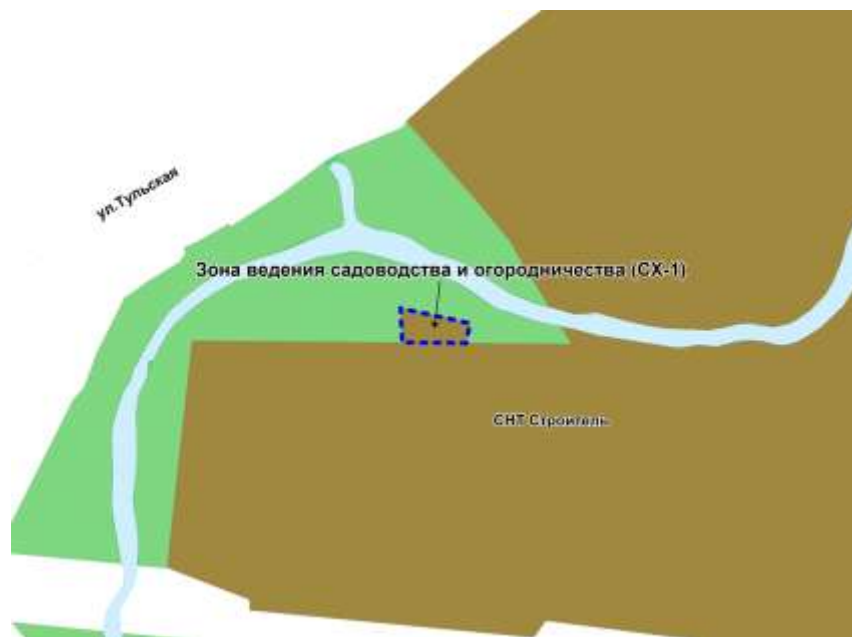 ул.Тульская
Зона ведения садоводства и огородничества (СХ-1)
СНТ Строитель